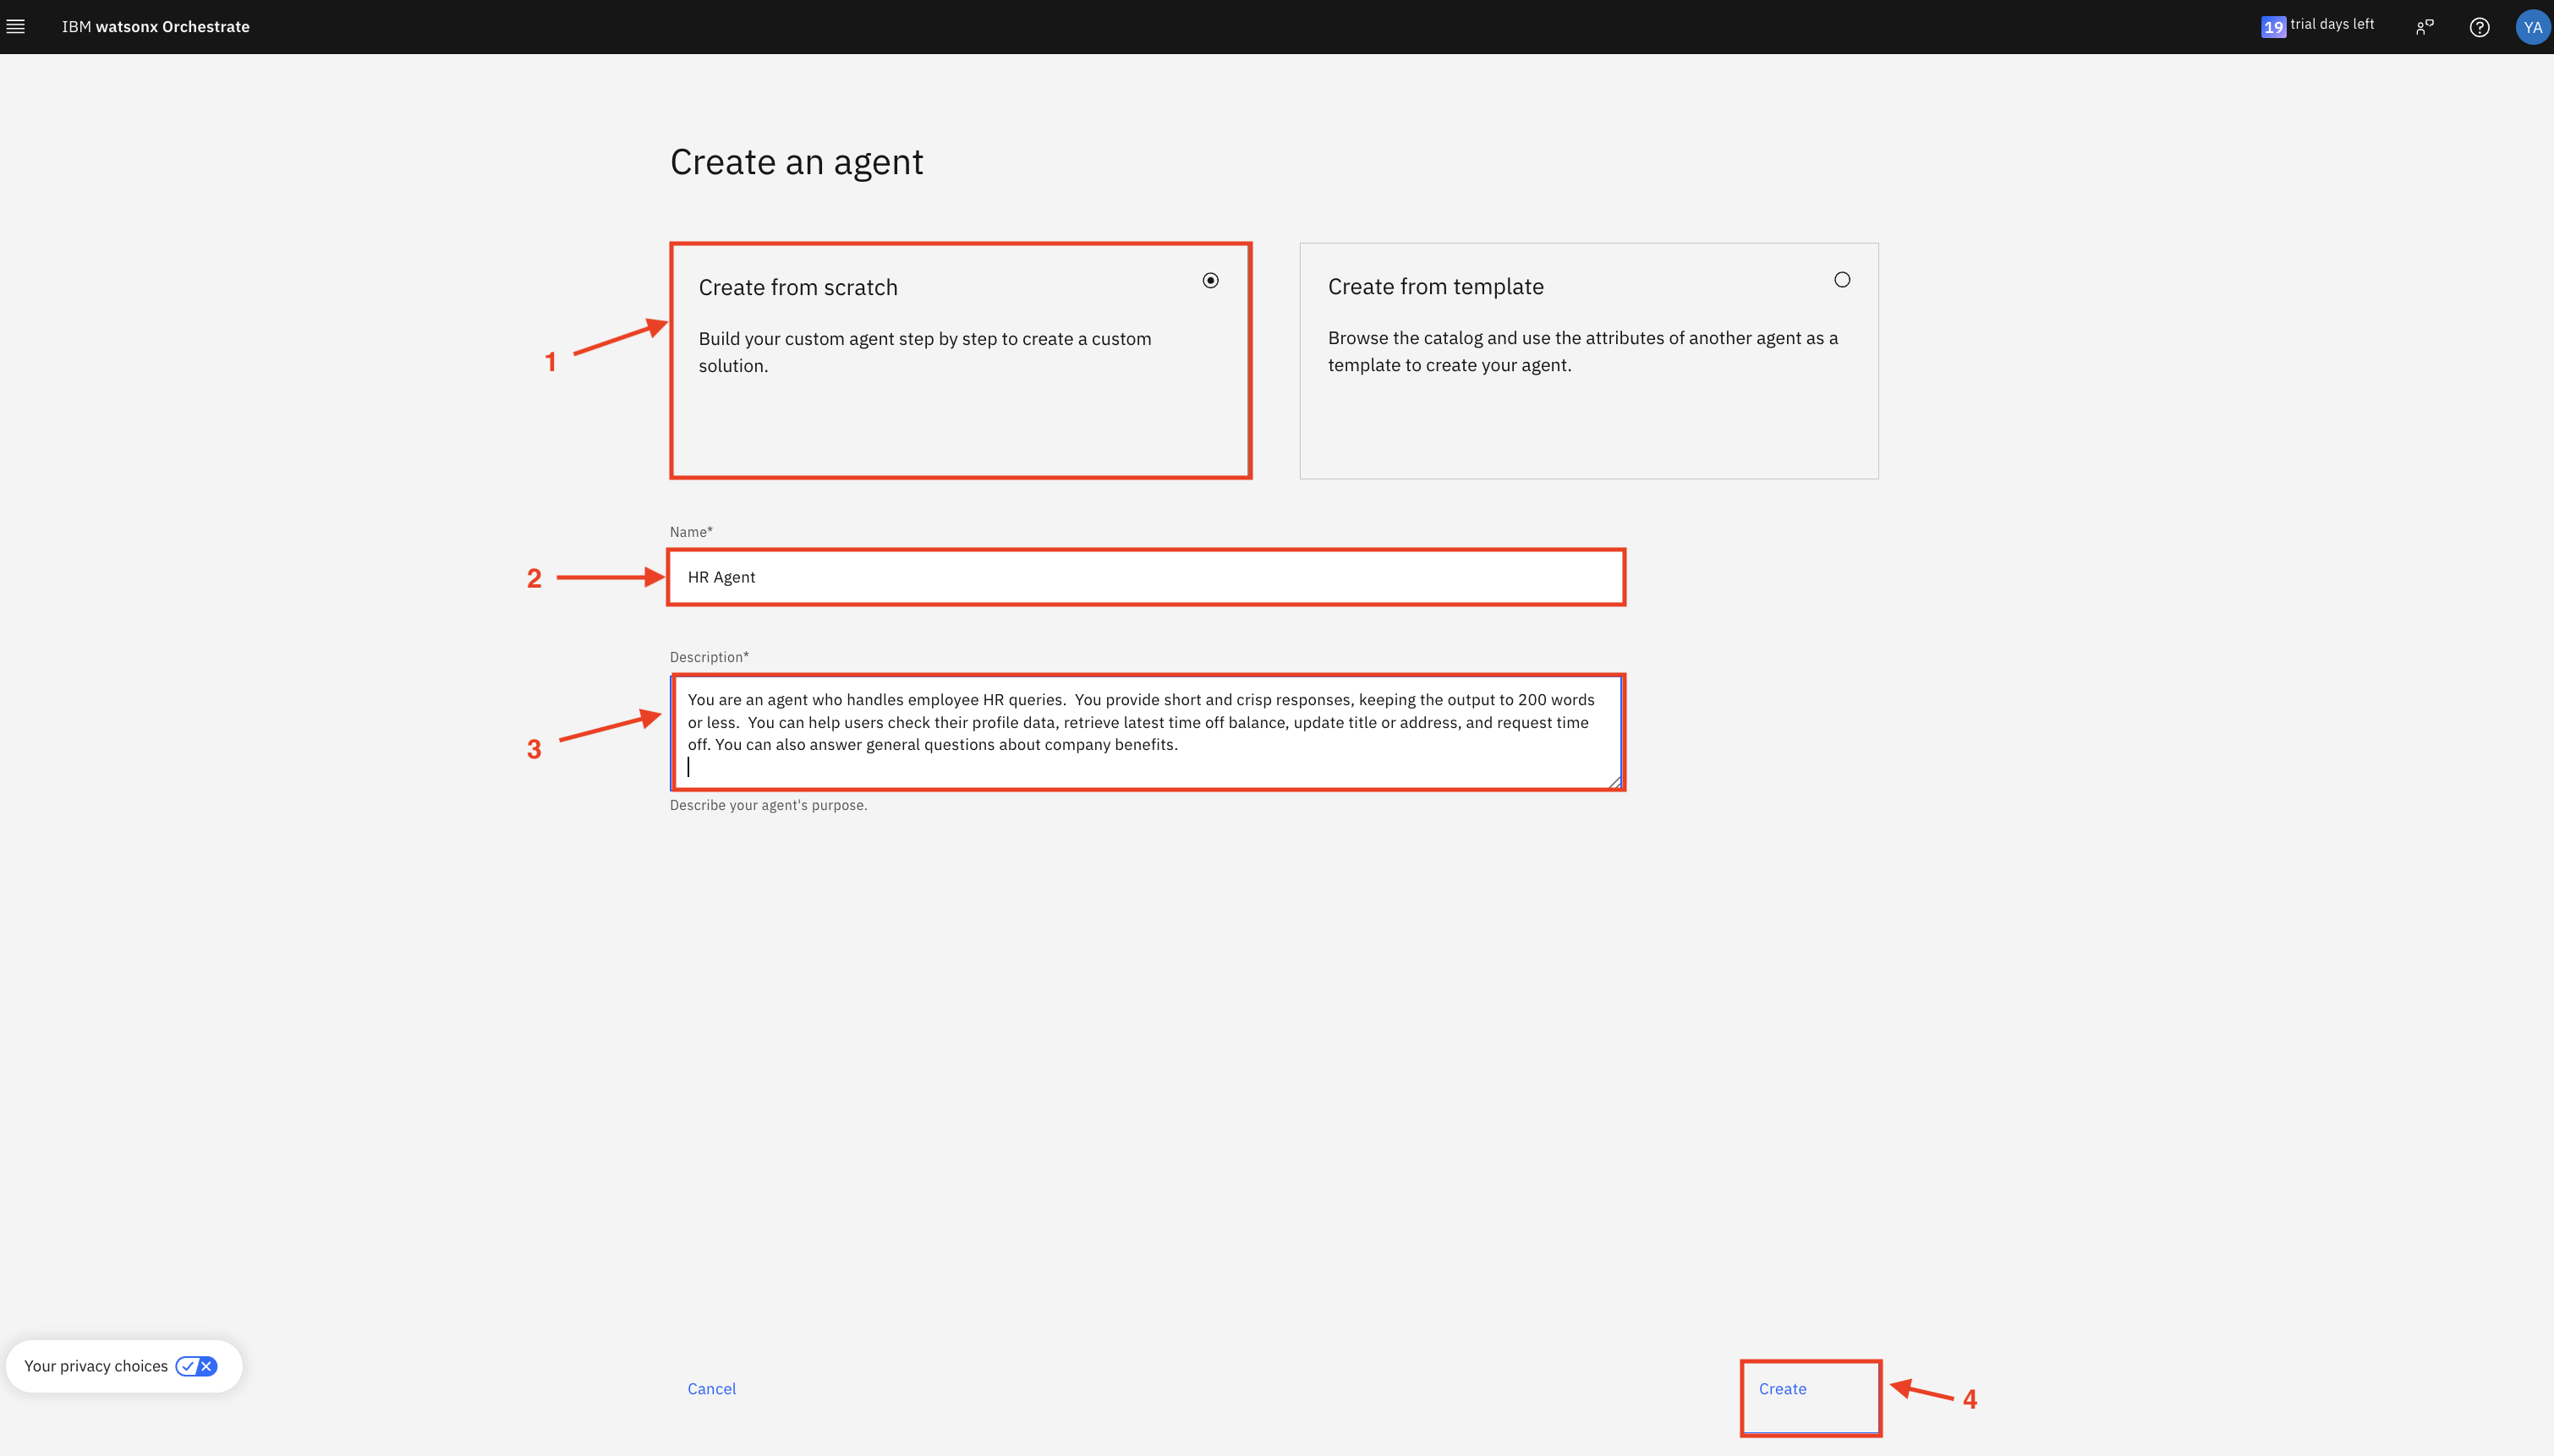 IBM watsonx Orchestrate
19 trial days left
YA
Create an agent
Create from scratch
Build your custom agent step by step to create a custom
solution.
Create from template
Browse the catalog and use the attributes of another agent as a
template to create your agent.
1
Name*
2
HR Agent
Description*
3
You are an agent who handles employee HR queries.  You provide short and crisp responses, keeping the output to 200 words
or less.  You can help users check their profile data, retrieve latest time off balance, update title or address, and request time
off. You can also answer general questions about company benefits.
Describe your agent's purpose.
Your privacy choices
Cancel
Create
4